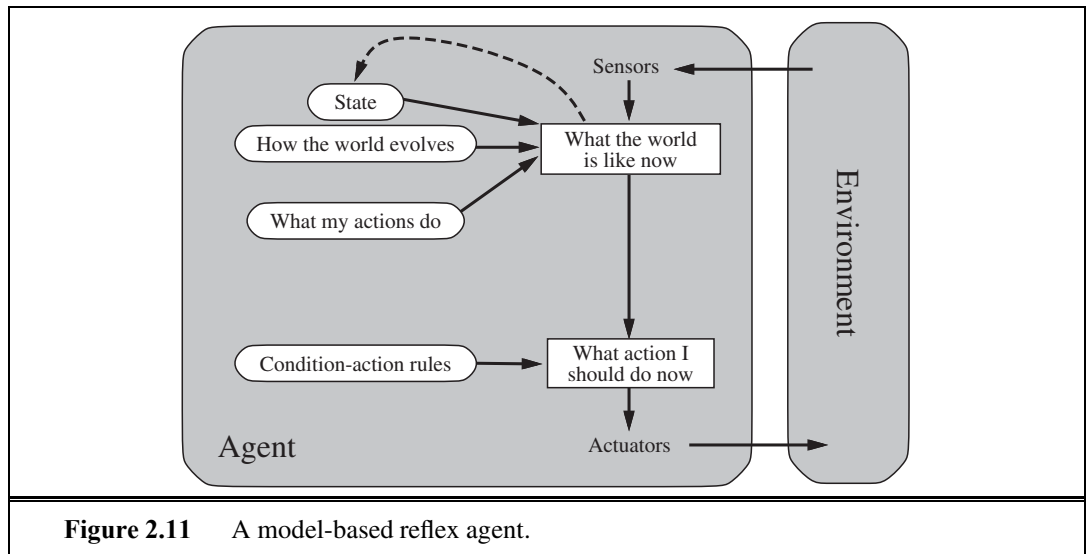 Sensors
State
What the world
is like now
How the world evolves
What my actions do
Environment
Condition-action rules
What action I
should do now
Agent
Actuators
Figure 2.11 A model-based reflex agent.